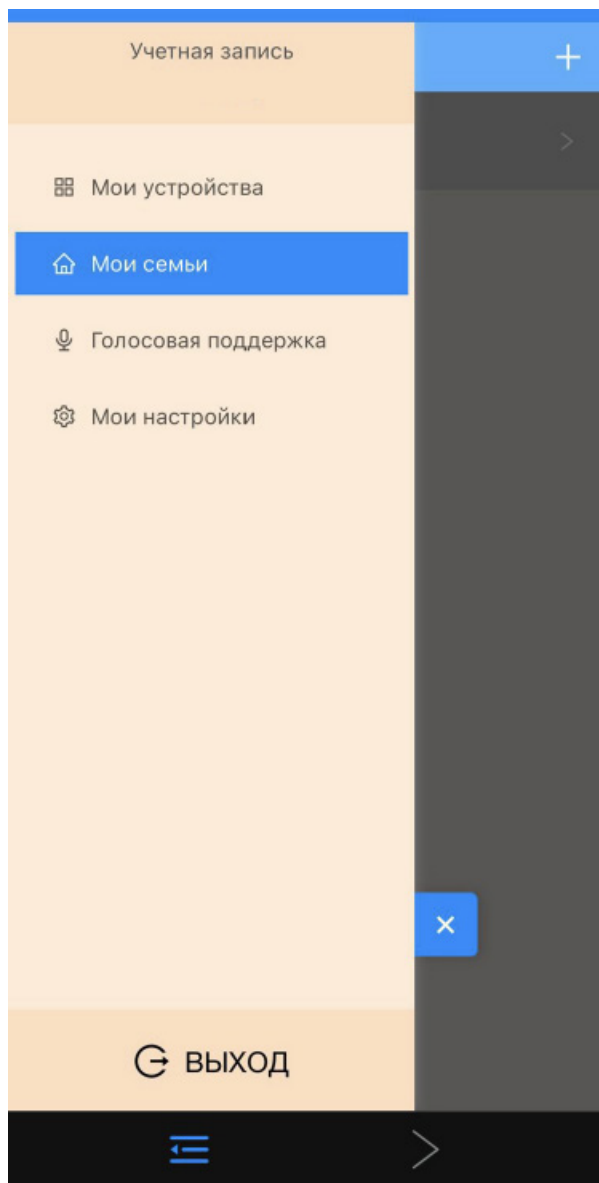 Учетная запись
Мои устройства
Мои семьи
Голосовая поддержка
Мои настройки
ВЫХОД